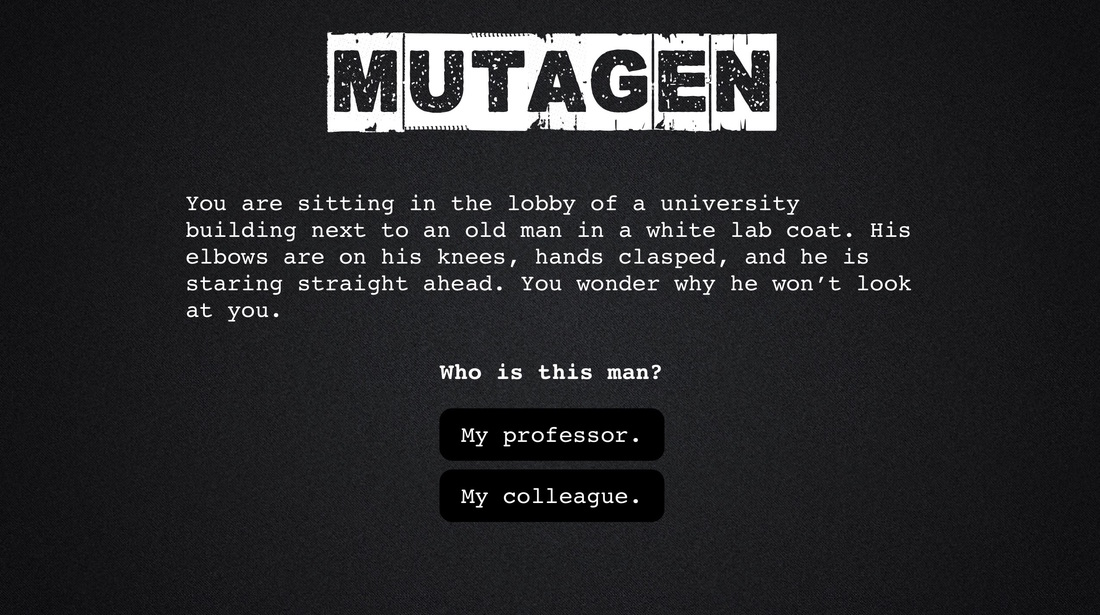 MUTAGEN
You are sitting in the lobby of a university
building next to an old man in a white lab coat. His
elbows are on his knees, hands clasped, and he is
staring straight ahead. You wonder why he won’t look
at you.
Who is this man?
My professor.
My colleague.